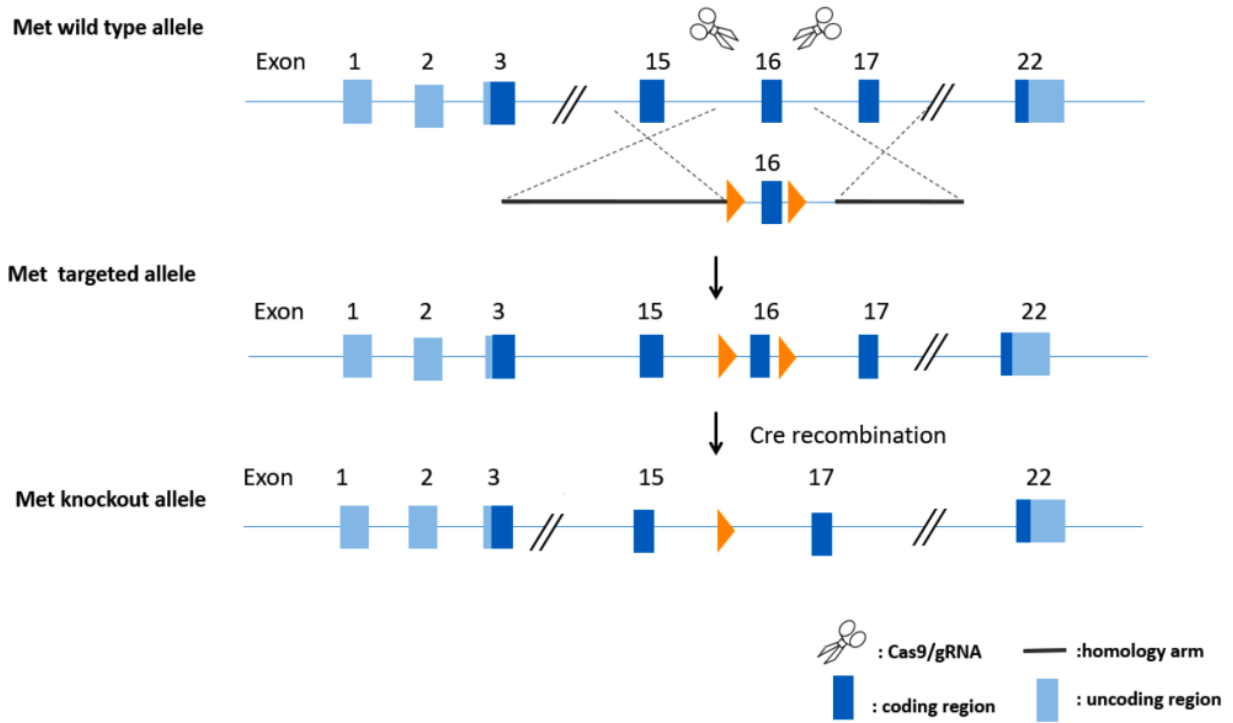 Met wild type allele
Exon 1 2 3 15 16 17 22
16
Met targeted allele
Exon 1 2 3 15 16 17 22
Cre recombination
Met knockout allele
Exon 1 2 3 15 17 22
: Cas9/gRNA :homology arm
: coding region : uncoding region